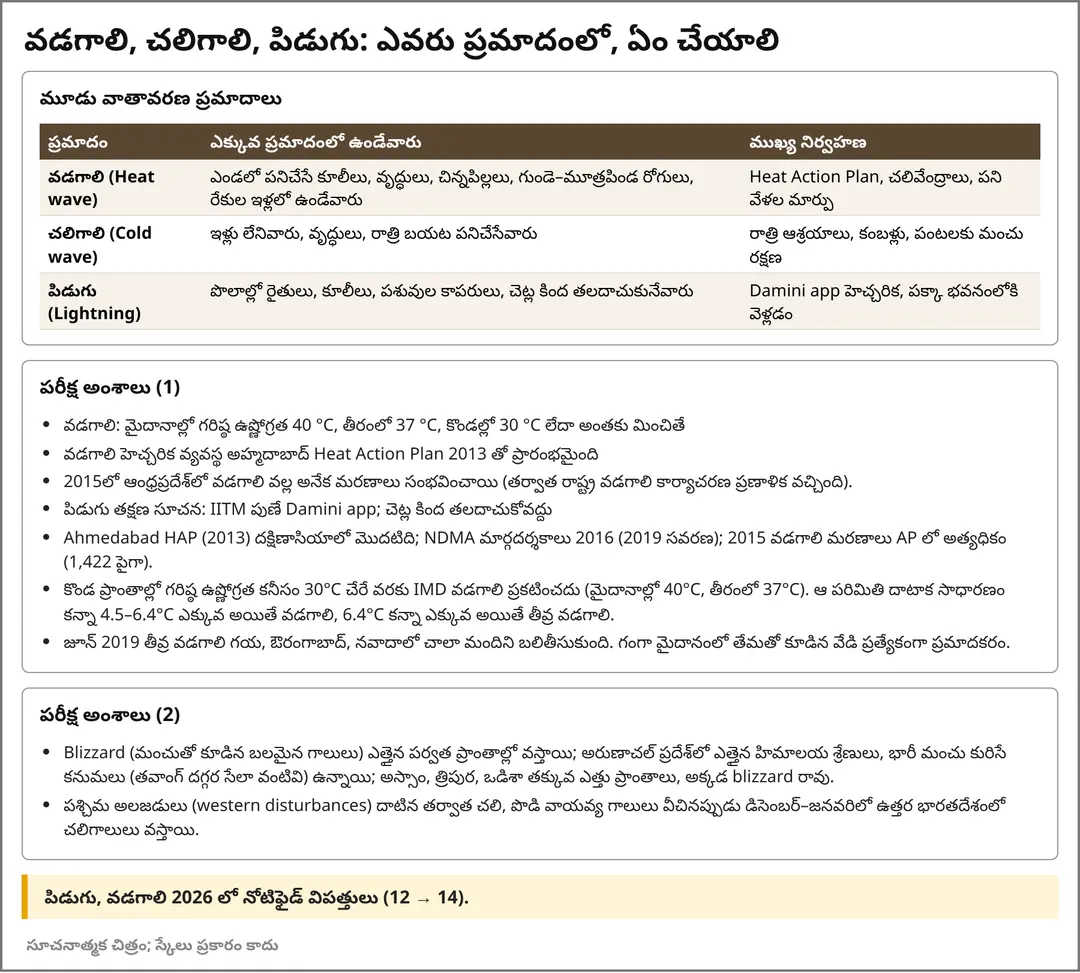 వడగాలి, చలిగాలి, పిడుగు: ఎవరు ప్రమాదంలో, ఏం చేయాలి
మూడు వాతావరణ ప్రమాదాలు
ప్రమాదం ఎక్కువ ప్రమాదంలో ఉండేవారు ముఖ్య నిర్వహణ
వడగాలి (Heat ఎండలో పనిచేసే కూలీలు, వృద్ధులు, చిన్నపిల్లలు, గుండె–మూత్రపిండ రోగులు, Heat Action Plan, చలివేంద్రాలు, పని
wave) రేకుల ఇళ్లలో ఉండేవారు వేళల మార్పు
చలిగాలి (Cold ఇళ్లు లేనివారు, వృద్ధులు, రాత్రి బయట పనిచేసేవారు రాత్రి ఆశ్రయాలు, కంబళ్లు, పంటలకు మంచు
wave) రక్షణ
పిడుగు పొలాల్లో రైతులు, కూలీలు, పశువుల కాపరులు, చెట్ల కింద తలదాచుకునేవారు Damini app హెచ్చరిక, పక్కా భవనంలోకి
(Lightning) వెళ్లడం
పరీక్ష అంశాలు (1)
• వడగాలి: మైదానాల్లో గరిష్ఠ ఉష్ణోగ్రత 40 °C, తీరంలో 37 °C, కొండల్లో 30 °C లేదా అంతకు మించితే
• వడగాలి హెచ్చరిక వ్యవస్థ అహ్మదాబాద్ Heat Action Plan 2013 తో ప్రారంభమైంది
• 2015లో ఆంధ్రప్రదేశ్‌లో వడగాలి వల్ల అనేక మరణాలు సంభవించాయి (తర్వాత రాష్ట్ర వడగాలి కార్యాచరణ ప్రణాళిక వచ్చింది).
• పిడుగు తక్షణ సూచన: IITM పుణే Damini app; చెట్ల కింద తలదాచుకోవద్దు
• Ahmedabad HAP (2013) దక్షిణాసియాలో మొదటిది; NDMA మార్గదర్శకాలు 2016 (2019 సవరణ); 2015 వడగాలి మరణాలు AP లో అత్యధికం
(1,422 పైగా).
• కొండ ప్రాంతాల్లో గరిష్ఠ ఉష్ణోగ్రత కనీసం 30°C చేరే వరకు IMD వడగాలి ప్రకటించదు (మైదానాల్లో 40°C, తీరంలో 37°C). ఆ పరిమితి దాటాక సాధారణం
కన్నా 4.5–6.4°C ఎక్కువ అయితే వడగాలి, 6.4°C కన్నా ఎక్కువ అయితే తీవ్ర వడగాలి.
• జూన్ 2019 తీవ్ర వడగాలి గయ, ఔరంగాబాద్, నవాదాలో చాలా మందిని బలితీసుకుంది. గంగా మైదానంలో తేమతో కూడిన వేడి ప్రత్యేకంగా ప్రమాదకరం.
పరీక్ష అంశాలు (2)
• Blizzard (మంచుతో కూడిన బలమైన గాలులు) ఎత్తైన పర్వత ప్రాంతాల్లో వస్తాయి; అరుణాచల్ ప్రదేశ్‌లో ఎత్తైన హిమాలయ శ్రేణులు, భారీ మంచు కురిసే
కనుమలు (తవాంగ్ దగ్గర సేలా వంటివి) ఉన్నాయి; అస్సాం, త్రిపుర, ఒడిశా తక్కువ ఎత్తు ప్రాంతాలు, అక్కడ blizzard రావు.
• పశ్చిమ అలజడులు (western disturbances) దాటిన తర్వాత చలి, పొడి వాయవ్య గాలులు వీచినప్పుడు డిసెంబర్–జనవరిలో ఉత్తర భారతదేశంలో
చలిగాలులు వస్తాయి.
పిడుగు, వడగాలి 2026 లో నోటిఫైడ్ విపత్తులు (12 → 14).
సూచనాత్మక చిత్రం; స్కేలు ప్రకారం కాదు